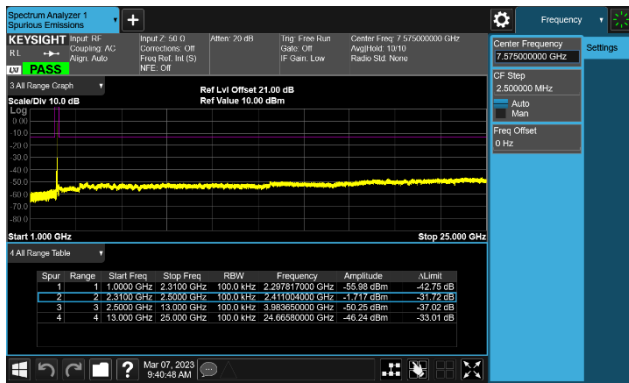 Spectrum Analyzer 1
Spurious Emissions
Frequency
KEYSIGHT Input: RF Input Z: 50 Ω Atten: 20 dB Trig: Free Run Center Freq: 7.575000000 GHz
RL Coupling: AC Corrections: Off Gate: Off Avg|Hold: 10/10
Align: Auto Freq Ref: Int (S) IF Gain: Low Radio Std: None
LXI PASS NFE: Off
Center Frequency
7.575000000 GHz
Settings
CF Step
2.500000 MHz
Auto
Man
Freq Offset
0 Hz
3 All Range Graph
Ref Lvl Offset 21.00 dB
Scale/Div 10.0 dB Ref Value 10.00 dBm
Log
0.00
-10.0
-20.0
-30.0
-40.0
-50.0
-60.0
-70.0
-80.0
Start 1.000 GHz Stop 25.000 GHz
4 All Range Table
Spur Range Start Freq Stop Freq RBW Frequency Amplitude ΔLimit
1 1 1.0000 GHz 2.3100 GHz 100.0 kHz 2.297817000 GHz -55.98 dBm -42.75 dB
2 2 2.3100 GHz 2.5000 GHz 100.0 kHz 2.411004000 GHz -1.717 dBm -31.72 dB
3 3 2.5000 GHz 13.000 GHz 100.0 kHz 3.983650000 GHz -50.25 dBm -37.02 dB
4 4 13.000 GHz 25.000 GHz 100.0 kHz 24.66580000 GHz -46.24 dBm -33.01 dB
Mar 07, 2023
9:40:48 AM